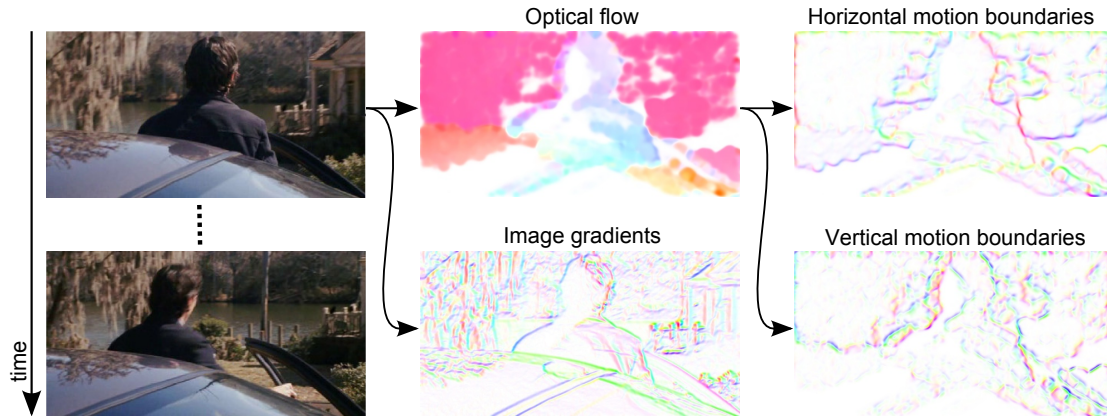 Optical flow
Horizontal motion boundaries
Image gradients
Vertical motion boundaries
time